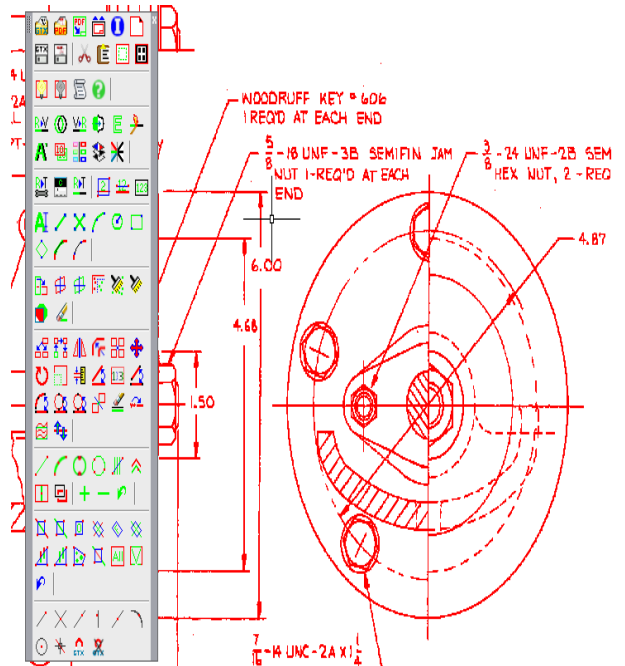 WOODRUFF KEY # 606
1 REQ'D AT EACH END
5/8-18 UNF-3B SEMIFIN JAM
NUT 1-REQ'D AT EACH
END
3/8-24 UNF-2B SEM
HEX NUT, 2-REQ
4.87
6.00
4.68
1.50
7/16-14 UNC-2A X 1 1/4